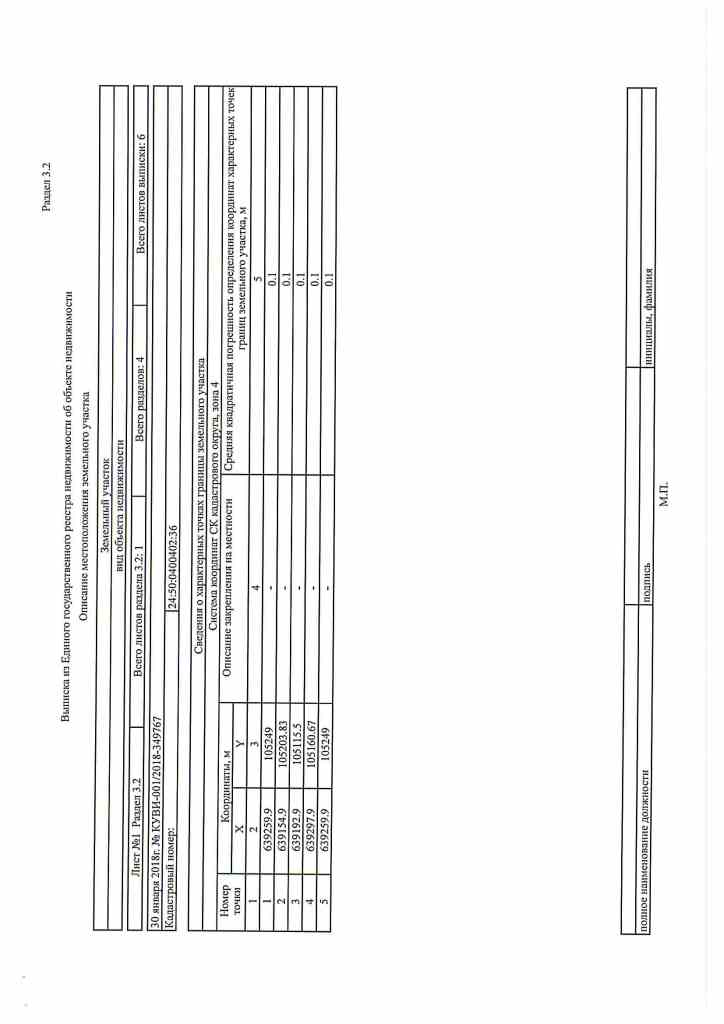 Раздел 3.2
Выписка из Единого государственного реестра недвижимости об объекте недвижимости
Описание местоположения земельного участка
Земельный участок
вид объекта недвижимости
Лист №1 Раздел 3.2 Всего листов раздела 3.2: 1 Всего разделов: 4 Всего листов выписки: 6
30 января 2018г. № КУВИ-001/2018-349767
Кадастровый номер: 24:50:0400402:36
Сведения о характерных точках границы земельного участка
Система координат СК кадастрового округа, зона 4
Номер точки Координаты, м Описание закрепления на местности Средняя квадратичная погрешность определения координат характерных точек
границ земельного участка, м
X Y
1 2 3 4 5
1 639259.9 105249 - 0.1
2 639154.9 105203.83 - 0.1
3 639192.9 105115.5 - 0.1
4 639297.9 105160.67 - 0.1
5 639259.9 105249 - 0.1
полное наименование должности подпись инициалы, фамилия
М.П.